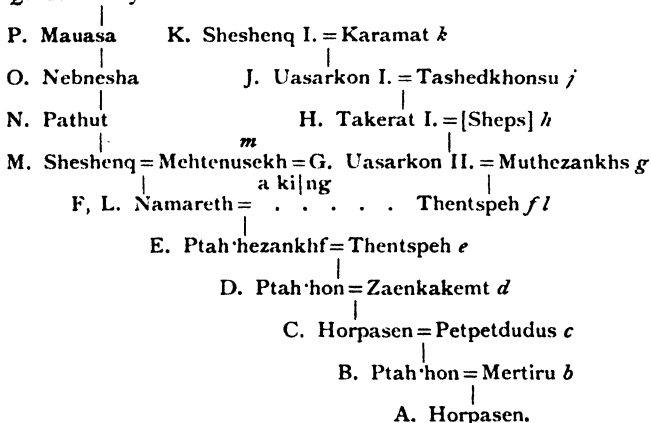 P. Mauasa K. Sheshenq I. = Karamat k
O. Nebnesha J. Uasarkon I. = Tashedkhonsu j
N. Pathut H. Takerat I. = [Sheps] h
m
M. Sheshenq = Mehtenusekh = G. Uasarkon II. = Muthezankhs g
a king
F, L. Namareth = . . . . . Thentspeh f l
E. Ptah·hezankhf = Thentspeh e
D. Ptah·hon = Zaenkakemt d
C. Horpasen = Petpetdudus c
B. Ptah·hon = Mertiru b
A. Horpasen.